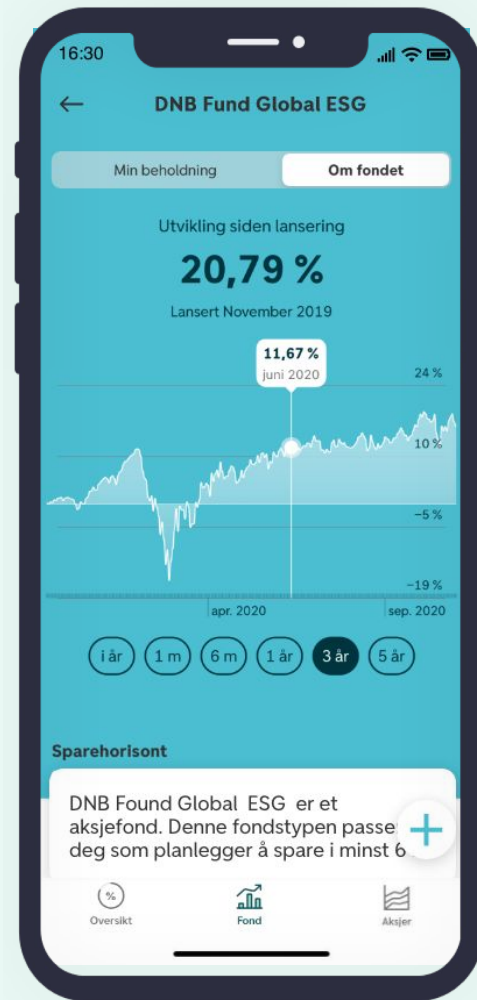 16:30
DNB Fund Global ESG
Min beholdning
Om fondet
Utvikling siden lansering
20,79 %
Lansert November 2019
11,67 %
juni 2020
24 %
10 %
−5 %
−19 %
apr. 2020
sep. 2020
i år
1 m
6 m
1 år
3 år
5 år
Sparehorisont
DNB Found Global ESG er et
aksjefond. Denne fondstypen
deg som planlegger å spare i minst 6
%
Oversikt
Fond
Aksjer